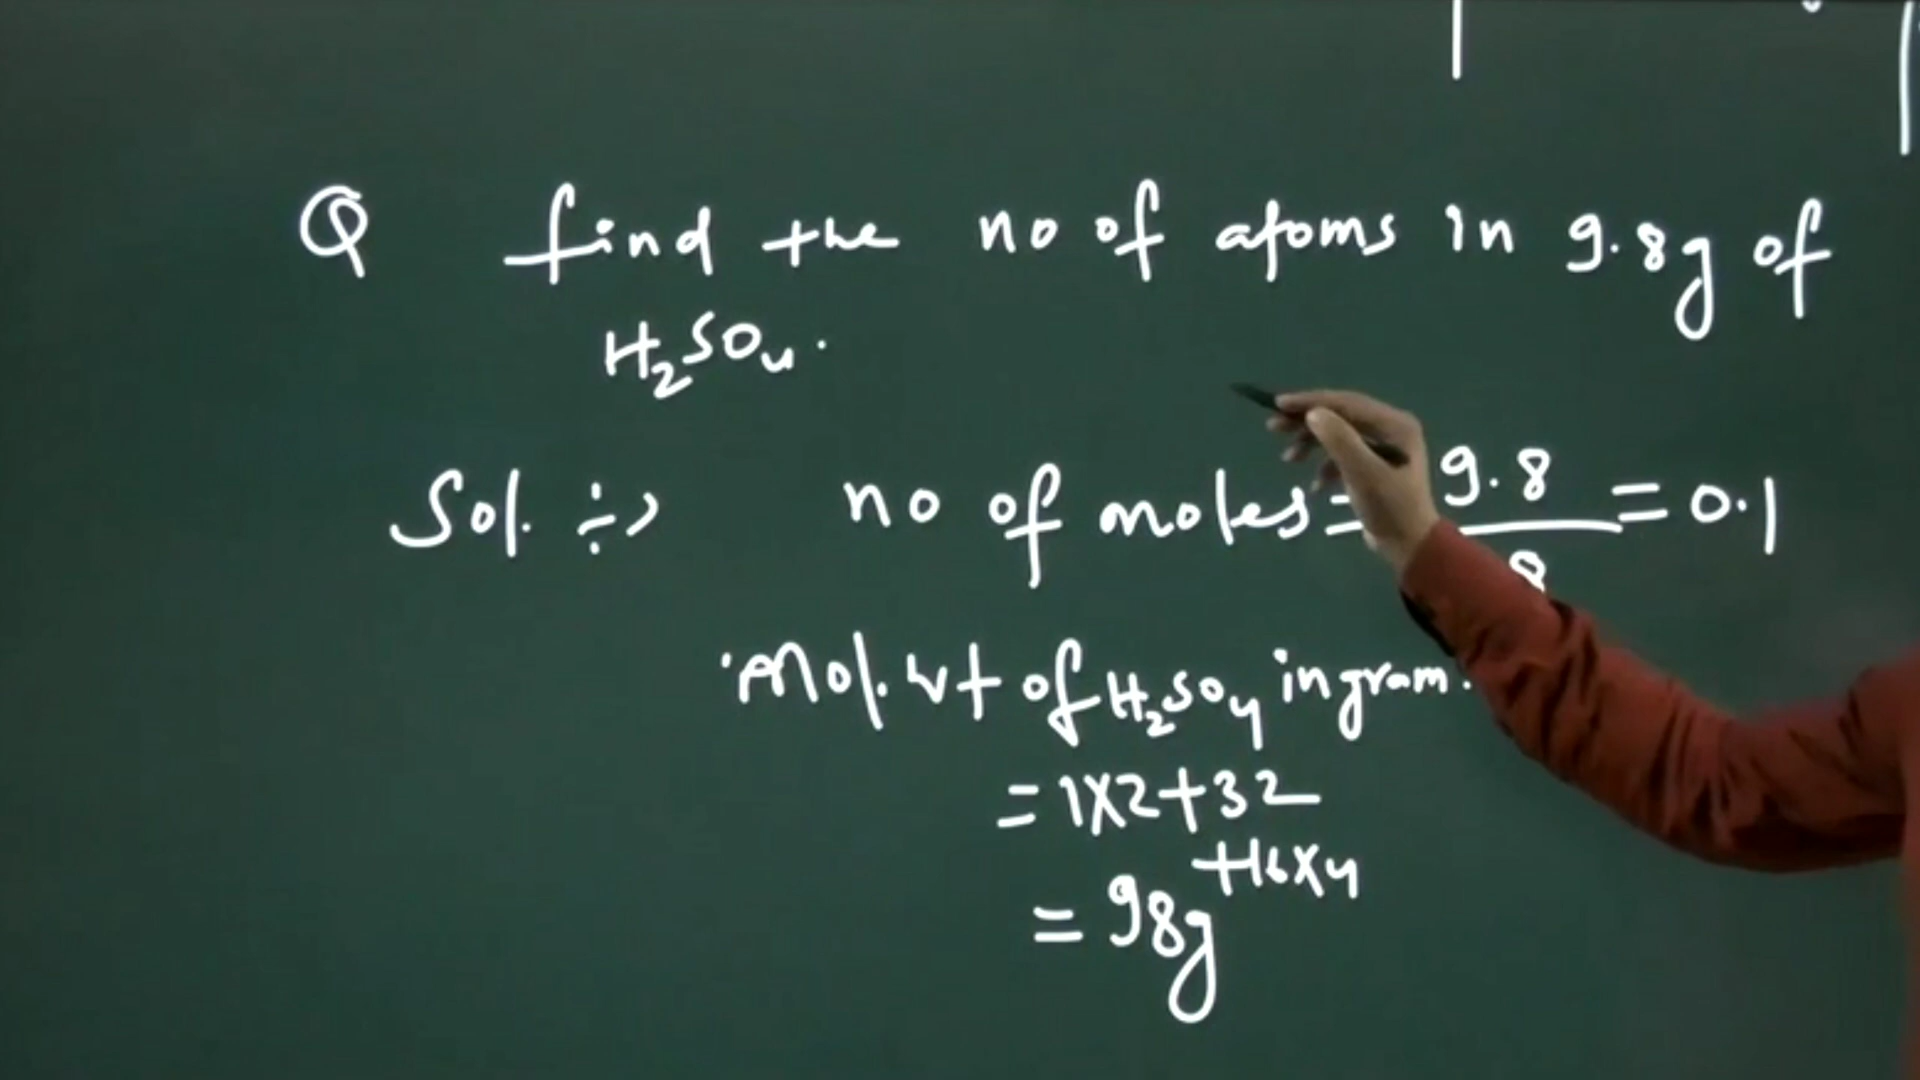 Q find the no of atoms in 9.8g of
H₂SO₄.
Sol. ÷> no of moles = 9.8 = 0.1
8
Mol. wt of H₂SO₄ in gram.
= 1X2+32
+16X4
= 98g